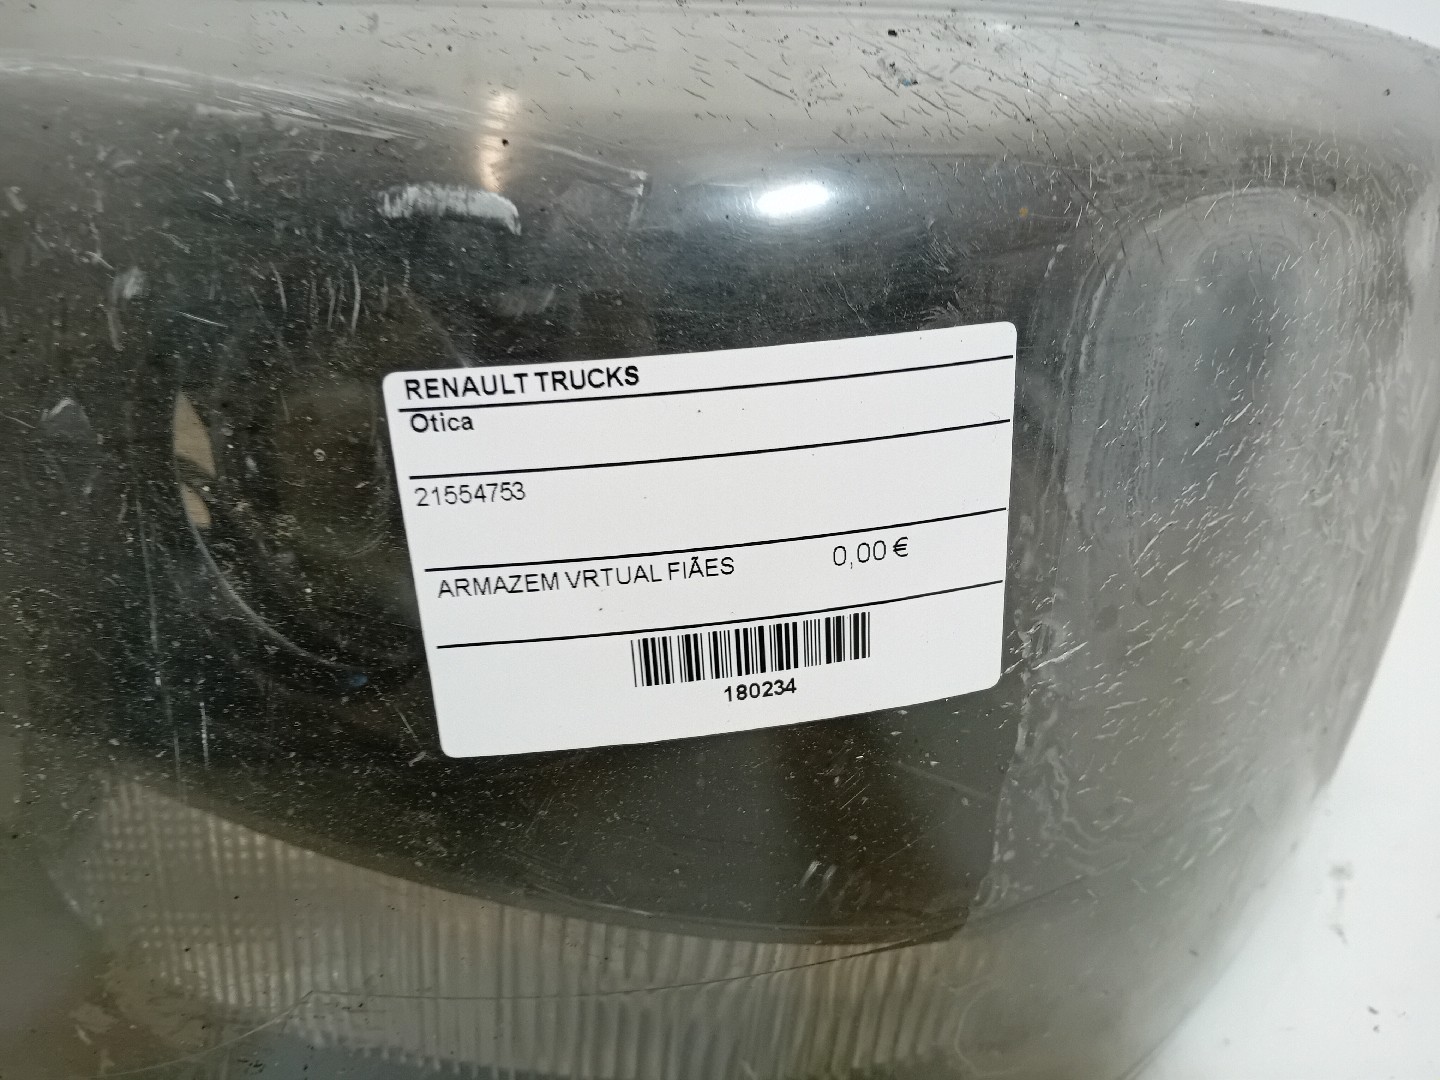 RENAULT TRUCKS
Otica
21554753
ARMAZEM VRTUAL FIÃES 0,00 €
180234